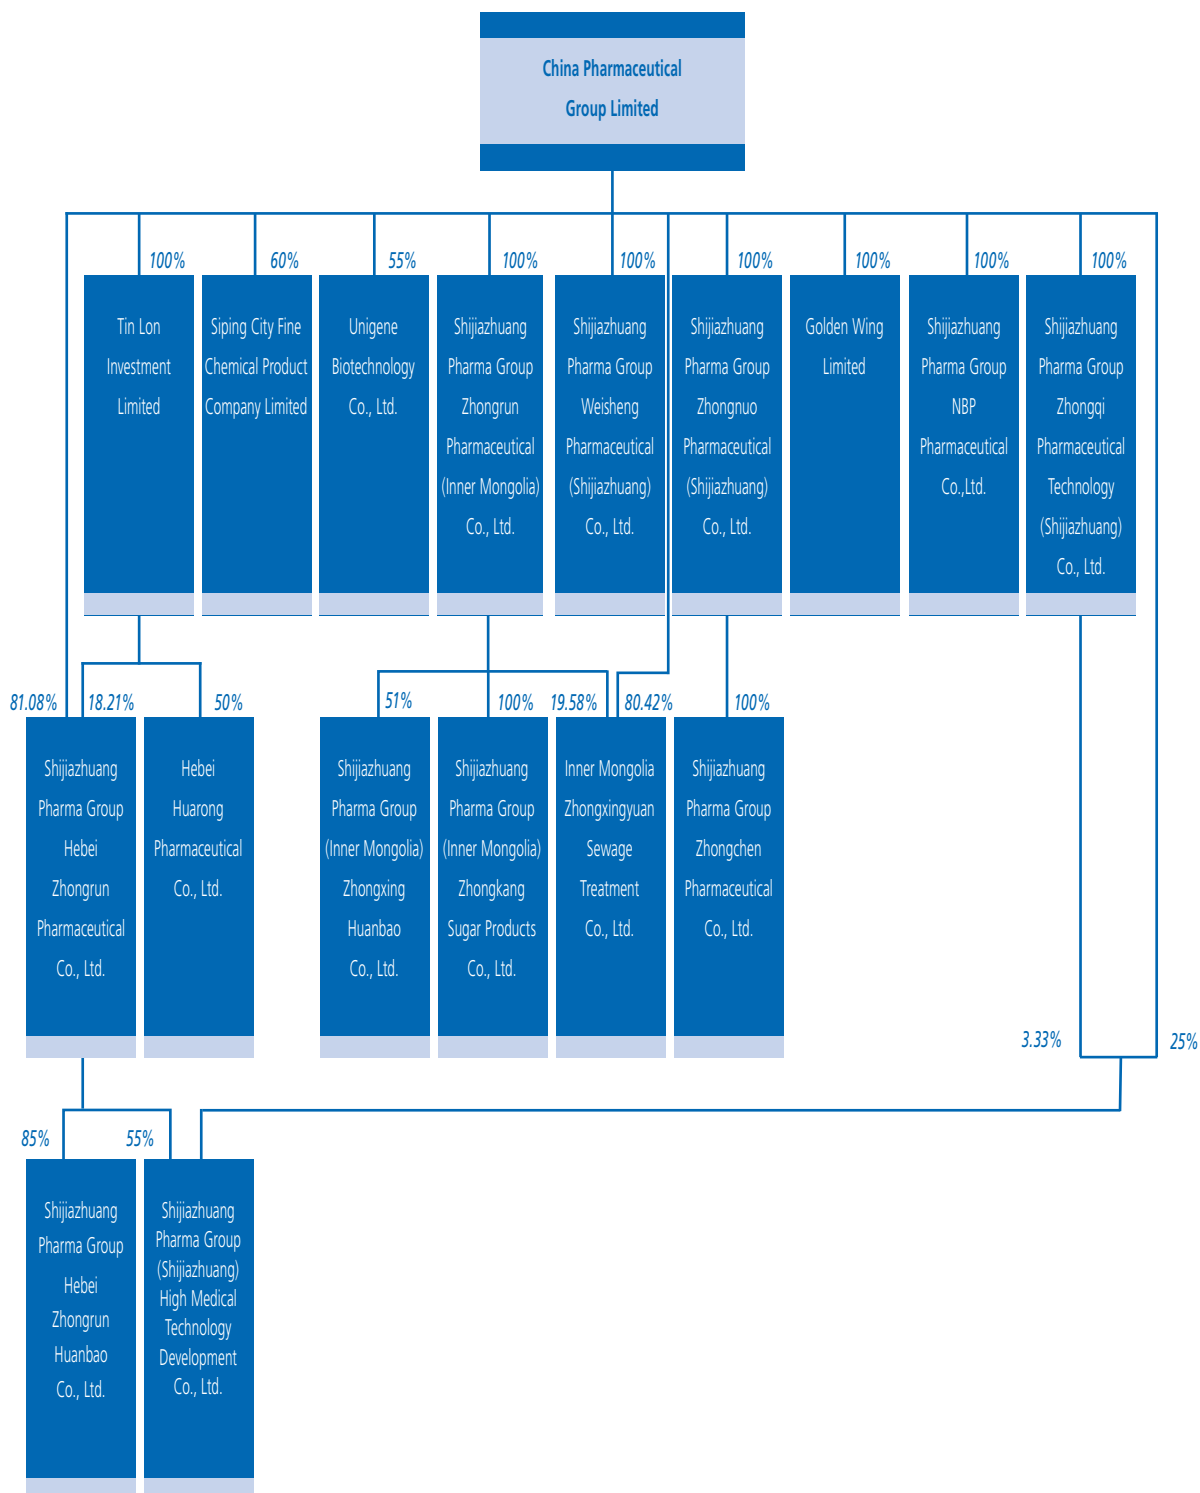 China Pharmaceutical
Group Limited
100%
60%
55%
100%
100%
100%
100%
100%
100%
Tin Lon
Investment
Limited
Siping City Fine
Chemical Product
Company Limited
Unigene
Biotechnology
Co., Ltd.
Shijiazhuang
Pharma Group
Zhongrun
Pharmaceutical
(Inner Mongolia)
Co., Ltd.
Shijiazhuang
Pharma Group
Weisheng
Pharmaceutical
(Shijiazhuang)
Co., Ltd.
Shijiazhuang
Pharma Group
Zhongnuo
Pharmaceutical
(Shijiazhuang)
Co., Ltd.
Golden Wing
Limited
Shijiazhuang
Pharma Group
NBP
Pharmaceutical
Co.,Ltd.
Shijiazhuang
Pharma Group
Zhongqi
Pharmaceutical
Technology
(Shijiazhuang)
Co., Ltd.
81.08%
18.21%
50%
51%
100%
19.58%
80.42%
100%
Shijiazhuang
Pharma Group
Hebei
Zhongrun
Pharmaceutical
Co., Ltd.
Hebei
Huarong
Pharmaceutical
Co., Ltd.
Shijiazhuang
Pharma Group
(Inner Mongolia)
Zhongxing
Huanbao
Co., Ltd.
Shijiazhuang
Pharma Group
(Inner Mongolia)
Zhongkang
Sugar Products
Co., Ltd.
Inner Mongolia
Zhongxingyuan
Sewage
Treatment
Co., Ltd.
Shijiazhuang
Pharma Group
Zhongchen
Pharmaceutical
Co., Ltd.
3.33%
25%
85%
55%
Shijiazhuang
Pharma Group
Hebei
Zhongrun
Huanbao
Co., Ltd.
Shijiazhuang
Pharma Group
(Shijiazhuang)
High Medical
Technology
Development
Co., Ltd.